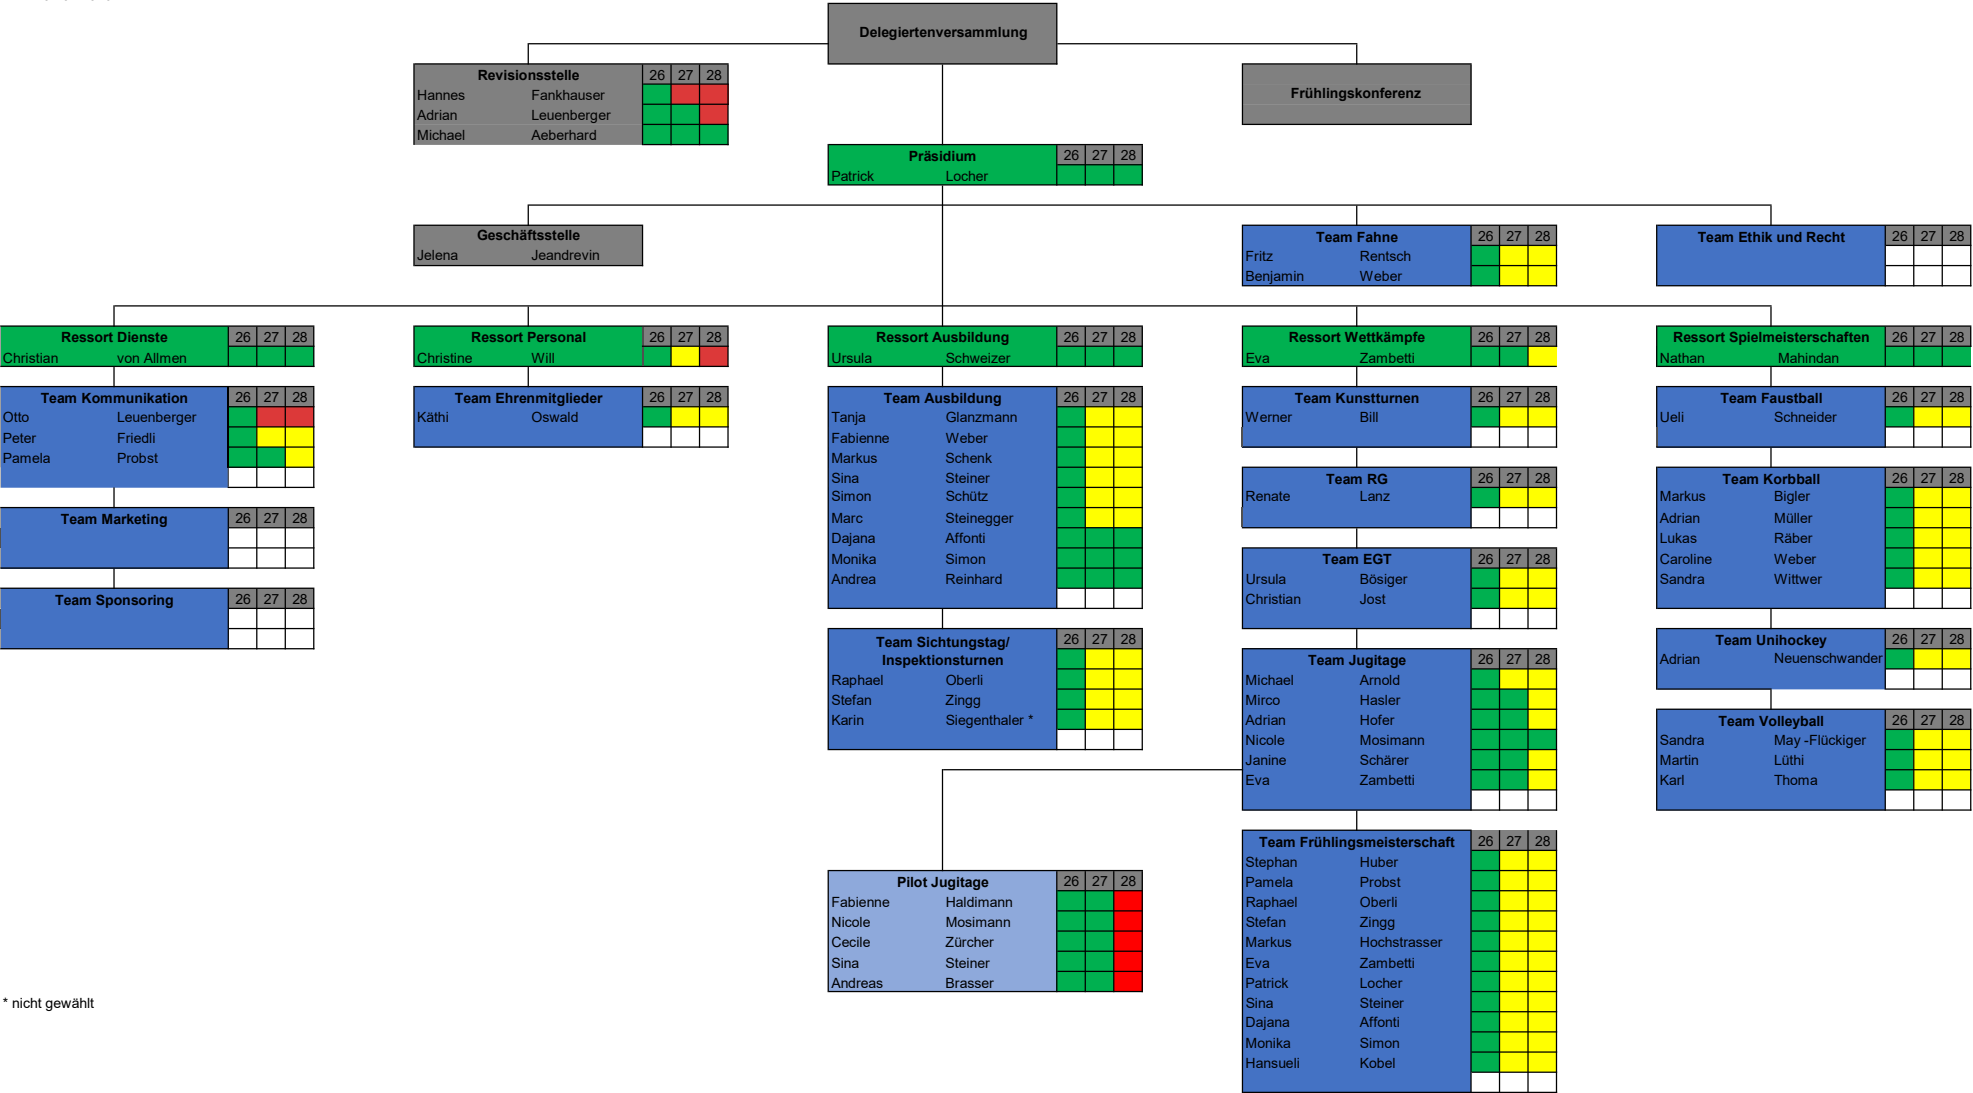 Delegiertenversammlung
Revisionsstelle 26 27 28
Hannes Fankhauser
Adrian Leuenberger
Michael Aeberhard
Frühlingskonferenz
Präsidium 26 27 28
Patrick Locher
Geschäftsstelle
Jelena Jeandrevin
Team Fahne 26 27 28
Fritz Rentsch
Benjamin Weber
Team Ethik und Recht 26 27 28
Ressort Dienste 26 27 28
Christian von Allmen
Team Kommunikation 26 27 28
Otto Leuenberger
Peter Friedli
Pamela Probst
Team Marketing 26 27 28
Team Sponsoring 26 27 28
Ressort Personal 26 27 28
Christine Will
Team Ehrenmitglieder 26 27 28
Käthi Oswald
Ressort Ausbildung 26 27 28
Ursula Schweizer
Team Ausbildung 26 27 28
Tanja Glanzmann
Fabienne Weber
Markus Schenk
Sina Steiner
Simon Schütz
Marc Steinegger
Dajana Affonti
Monika Simon
Andrea Reinhard
Team Sichtungstag/ 26 27 28
Inspektionsturnen
Raphael Oberli
Stefan Zingg
Karin Siegenthaler *
Pilot Jugitage 26 27 28
Fabienne Haldimann
Nicole Mosimann
Cecile Zürcher
Sina Steiner
Andreas Brasser
Ressort Wettkämpfe 26 27 28
Eva Zambetti
Team Kunstturnen 26 27 28
Werner Bill
Team RG 26 27 28
Renate Lanz
Team EGT 26 27 28
Ursula Bösiger
Christian Jost
Team Jugitage 26 27 28
Michael Arnold
Mirco Hasler
Adrian Hofer
Nicole Mosimann
Janine Schärer
Eva Zambetti
Team Frühlingsmeisterschaft 26 27 28
Stephan Huber
Pamela Probst
Raphael Oberli
Stefan Zingg
Markus Hochstrasser
Eva Zambetti
Patrick Locher
Sina Steiner
Dajana Affonti
Monika Simon
Hansueli Kobel
Ressort Spielmeisterschaften 26 27 28
Nathan Mahindan
Team Faustball 26 27 28
Ueli Schneider
Team Korbball 26 27 28
Markus Bigler
Adrian Müller
Lukas Räber
Caroline Weber
Sandra Wittwer
Team Unihockey 26 27 28
Adrian Neuenschwander
Team Volleyball 26 27 28
Sandra May -Flückiger
Martin Lüthi
Karl Thoma
* nicht gewählt